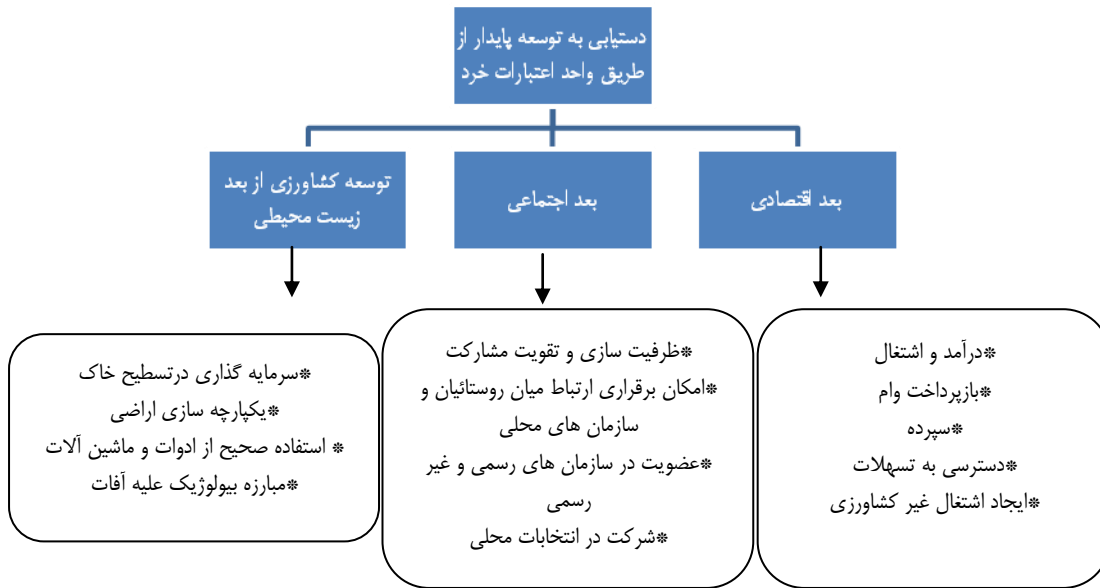 دستیابی به توسعه پایدار از
طریق واحد اعتبارات خرد
بعد اقتصادی
بعد اجتماعی
توسعه کشاورزی از بعد
زیست محیطی
*درآمد و اشتغال
*بازپرداخت وام
*سپرده
*دسترسی به تسهلات
*ایجاد اشتغال غیر کشاورزی
*ظرفیت سازی و تقویت مشارکت
*امکان برقراری ارتباط میان روستائیان و
سازمان های محلی
*عضویت در سازمان های رسمی و غیر
رسمی
*شرکت در انتخابات محلی
*سرمایه گذاری درتسطیح خاک
*یکپارچه سازی اراضی
* استفاده صحیح از ادوات و ماشین آلات
*مبارزه بیولوژیک علیه آفات